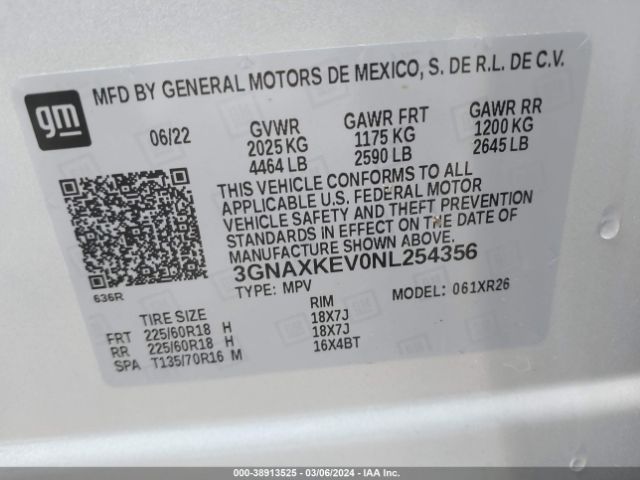 gm
MFD BY GENERAL MOTORS DE MEXICO, S. DE R.L. DE C.V.
06/22 GVWR GAWR FRT GAWR RR
2025 KG 1175 KG 1200 KG
4464 LB 2590 LB 2645 LB
THIS VEHICLE CONFORMS TO ALL
APPLICABLE U.S. FEDERAL MOTOR
VEHICLE SAFETY AND THEFT PREVENTION
STANDARDS IN EFFECT ON THE DATE OF
MANUFACTURE SHOWN ABOVE.
3GNAXKEV0NL254356
636R
TYPE: MPV MODEL: 061XR26
TIRE SIZE RIM
FRT 225/60R18 H 18X7J
RR 225/60R18 H 18X7J
SPA T135/70R16 M 16X4BT
000-38913525 - 03/06/2024 - IAA Inc.